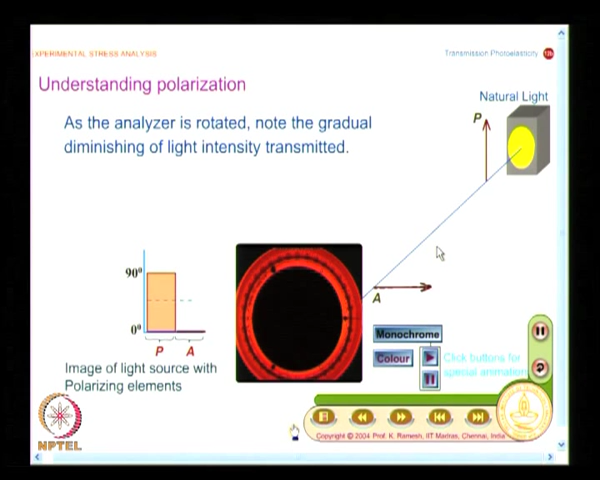 EXPERIMENTAL STRESS ANALYSIS
Transmission Photoelasticity
Understanding polarization
Natural Light
As the analyzer is rotated, note the gradual
diminishing of light intensity transmitted.
P
A
90°
0°
P A
Monochrome
Colour
Click buttons for
special animation
Image of light source with
Polarizing elements
NPTEL
Copyright © 2004 Prof. K. Ramesh, IIT Madras, Chennai, India